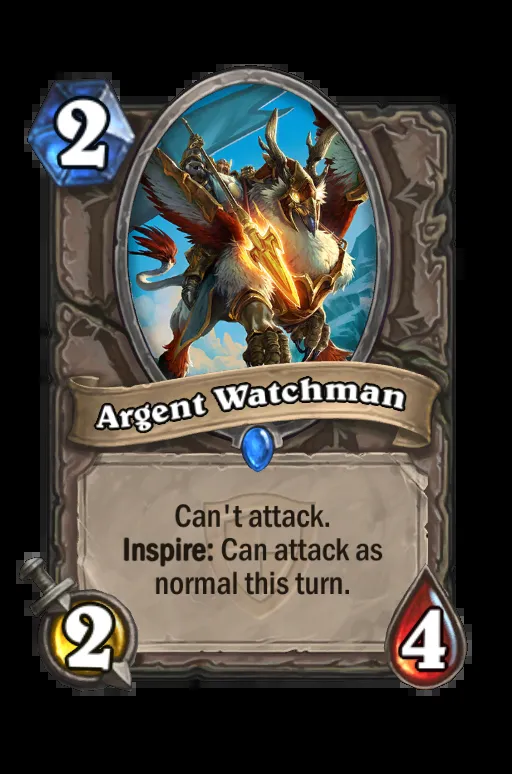 2
Argent Watchman
Can't attack.
Inspire: Can attack as
normal this turn.
2
4